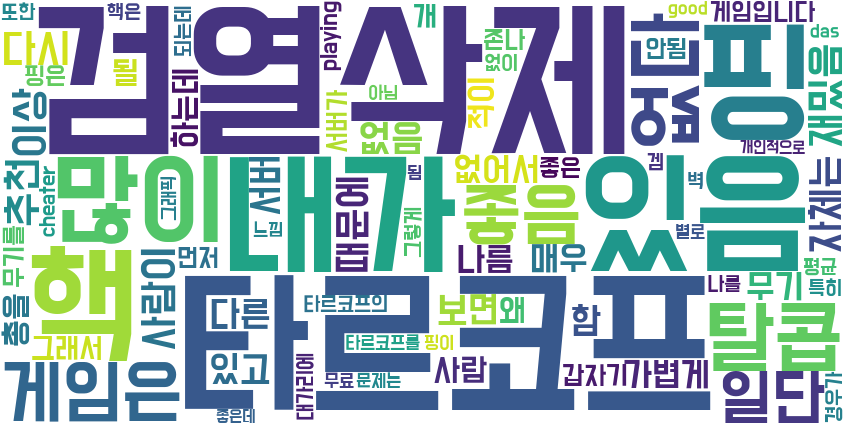 또한
핵은
되는데
playing
개
good
게임입니다
다시
핑은
될
검열삭제
하는데
존나
없이
안됨
한
das
핑
재밌음
이상
추천
서버가
아님
없음
적이
없
개인적으로
많이
그래픽
서버
느낌
내가
때문에
됨
그렇게
없어서
좋은
좋음
겜
벽
별로
있음
자체는
cheater
무기를
총을
핵
사람이
먼저
나름
매우
나를
무기
평균
특히
그래서
게임은
타르코프
다른
타르코프의
보면
왜
함
탈콥
있고
타르코프를
핑이
사람
갑자기
가볍게
일단
경우가
좋은데
대가리에
무료
문제는